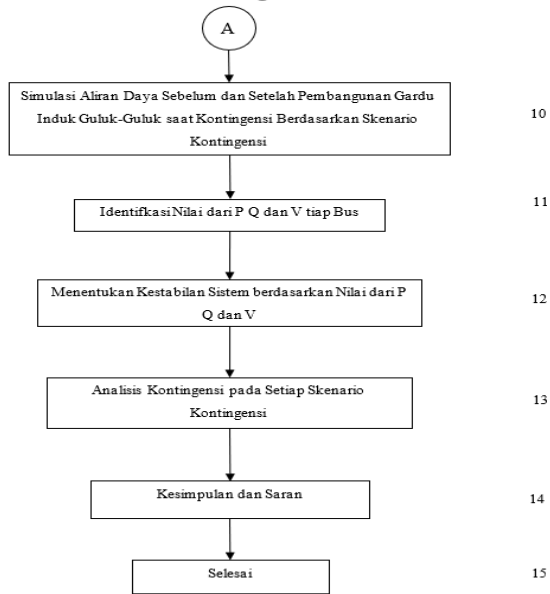 A
Simulasi Aliran Daya Sebelum dan Setelah Pembangunan Gardu
Induk Guluk-Guluk saat Kontingensi Berdasarkan Skenario
Kontingensi
10
Identifkasi Nilai dari P Q dan V tiap Bus
11
Menentukan Kestabilan Sistem berdasarkan Nilai dari P
Q dan V
12
Analisis Kontingensi pada Setiap Skenario
Kontingensi
13
Kesimpulan dan Saran
14
Selesai
15